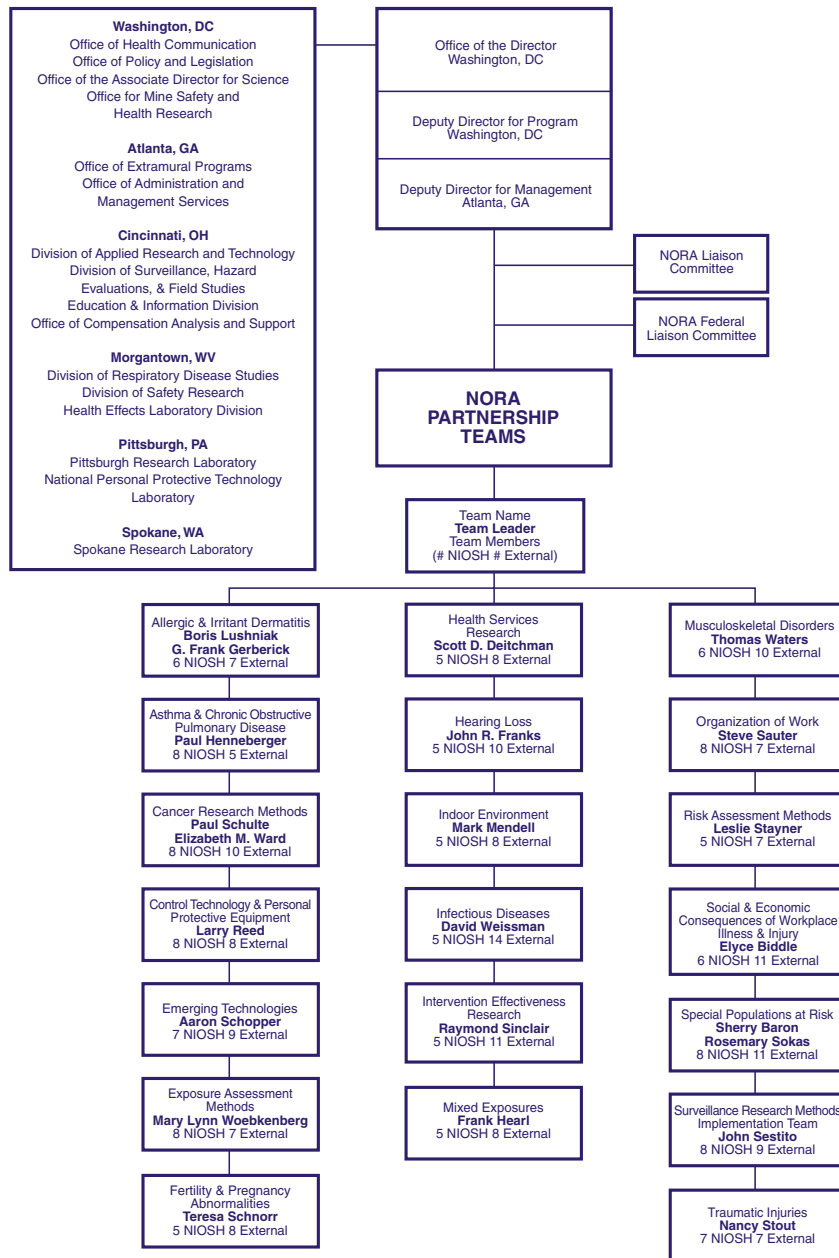 Washington, DC
Office of Health Communication
Office of Policy and Legislation
Office of the Associate Director for Science
Office for Mine Safety and
Health Research
Atlanta, GA
Office of Extramural Programs
Office of Administration and
Management Services
Cincinnati, OH
Division of Applied Research and Technology
Division of Surveillance, Hazard
Evaluations, & Field Studies
Education & Information Division
Office of Compensation Analysis and Support
Morgantown, WV
Division of Respiratory Disease Studies
Division of Safety Research
Health Effects Laboratory Division
Pittsburgh, PA
Pittsburgh Research Laboratory
National Personal Protective Technology
Laboratory
Spokane, WA
Spokane Research Laboratory
Office of the Director
Washington, DC
Deputy Director for Program
Washington, DC
Deputy Director for Management
Atlanta, GA
NORA Liaison
Committee
NORA Federal
Liaison Committee
NORA
PARTNERSHIP
TEAMS
Team Name
Team Leader
Team Members
(# NIOSH # External)
Allergic & Irritant Dermatitis
Boris Lushniak
G. Frank Gerberick
6 NIOSH 7 External
Asthma & Chronic Obstructive
Pulmonary Disease
Paul Henneberger
8 NIOSH 5 External
Cancer Research Methods
Paul Schulte
Elizabeth M. Ward
8 NIOSH 10 External
Control Technology & Personal
Protective Equipment
Larry Reed
8 NIOSH 8 External
Emerging Technologies
Aaron Schopper
7 NIOSH 9 External
Exposure Assessment
Methods
Mary Lynn Woebkenberg
8 NIOSH 7 External
Fertility & Pregnancy
Abnormalities
Teresa Schnorr
5 NIOSH 8 External
Health Services
Research
Scott D. Deitchman
5 NIOSH 8 External
Hearing Loss
John R. Franks
5 NIOSH 10 External
Indoor Environment
Mark Mendell
5 NIOSH 8 External
Infectious Diseases
David Weissman
5 NIOSH 14 External
Intervention Effectiveness
Research
Raymond Sinclair
5 NIOSH 11 External
Mixed Exposures
Frank Hearl
5 NIOSH 8 External
Musculoskeletal Disorders
Thomas Waters
6 NIOSH 10 External
Organization of Work
Steve Sauter
8 NIOSH 7 External
Risk Assessment Methods
Leslie Stayner
5 NIOSH 7 External
Social & Economic
Consequences of Workplace
Illness & Injury
Elyce Biddle
6 NIOSH 11 External
Special Populations at Risk
Sherry Baron
Rosemary Sokas
8 NIOSH 11 External
Surveillance Research Methods
Implementation Team
John Sestito
8 NIOSH 9 External
Traumatic Injuries
Nancy Stout
7 NIOSH 7 External